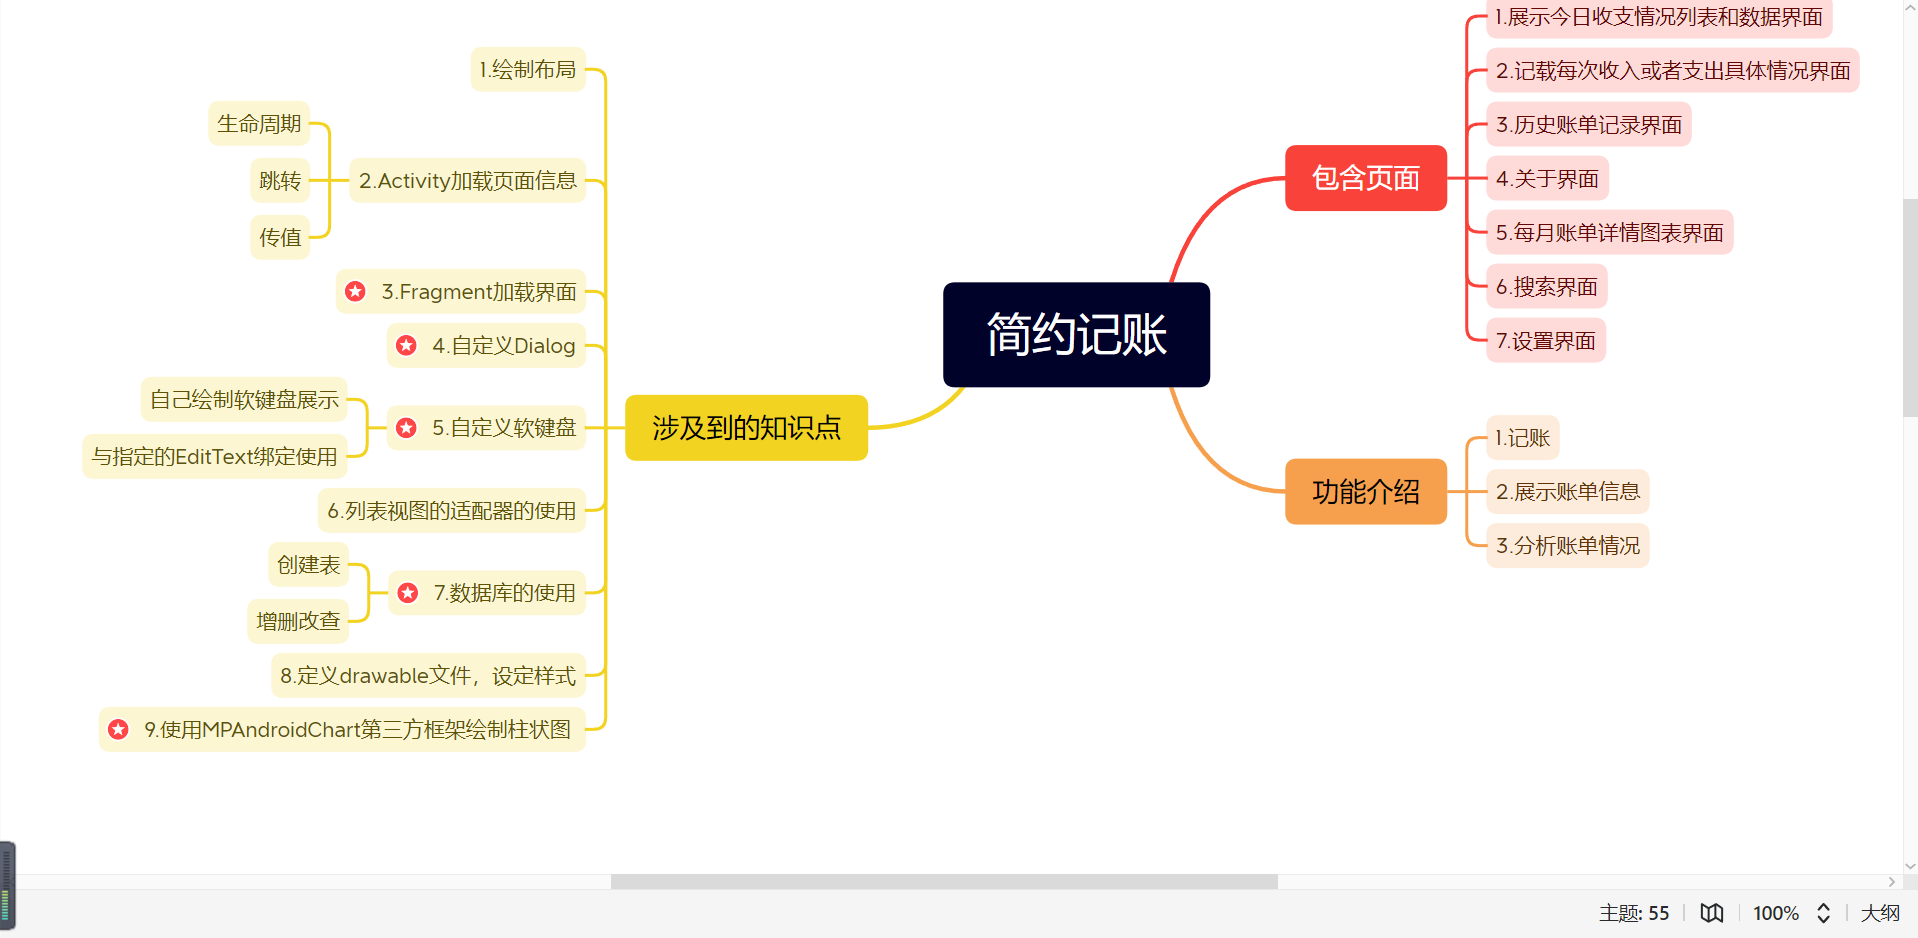 简约记账
包含页面
1.展示今日收支情况列表和数据界面
2.记载每次收入或者支出具体情况界面
3.历史账单记录界面
4.关于界面
5.每月账单详情图表界面
6.搜索界面
7.设置界面
功能介绍
1.记账
2.展示账单信息
3.分析账单情况
涉及到的知识点
1.绘制布局
2.Activity加载页面信息
生命周期
跳转
传值
3.Fragment加载界面
4.自定义Dialog
5.自定义软键盘
自己绘制软键盘展示
与指定的EditText绑定使用
6.列表视图的适配器的使用
7.数据库的使用
创建表
增删改查
8.定义drawable文件，设定样式
9.使用MPAndroidChart第三方框架绘制柱状图
主题: 55
100%
大纲